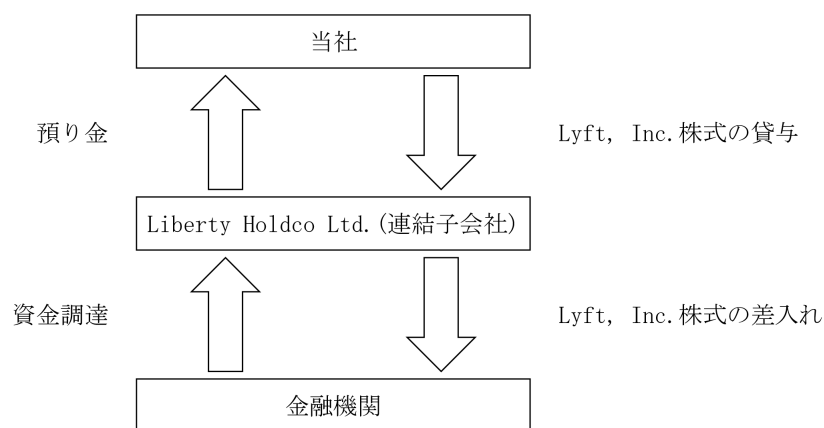 当社
預り金
Lyft, Inc.株式の貸与
Liberty Holdco Ltd.(連結子会社)
資金調達
Lyft, Inc.株式の差入れ
金融機関